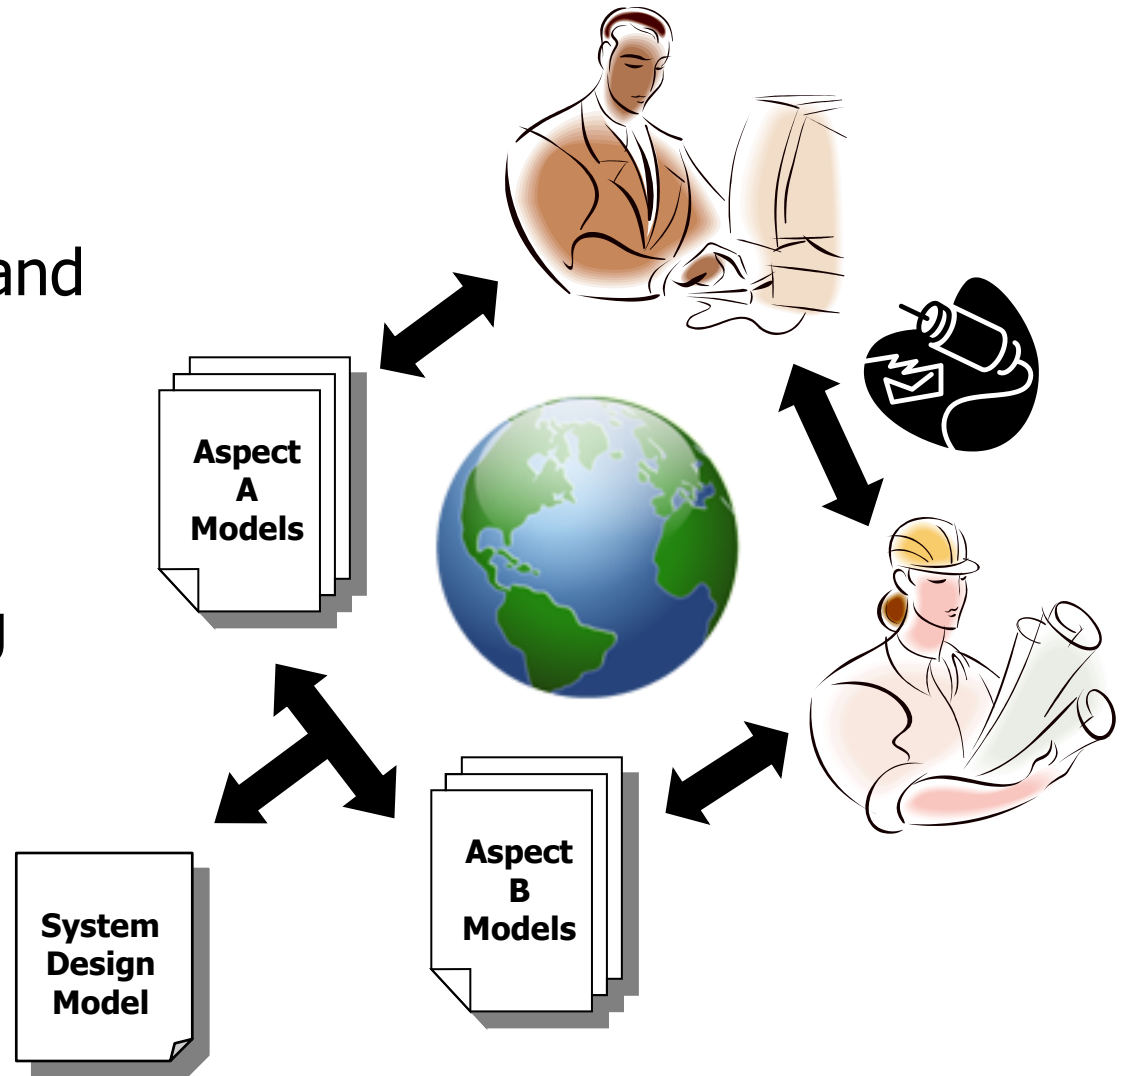 and
Aspect
A
Models
g
Aspect
B
Models
System
Design
Model